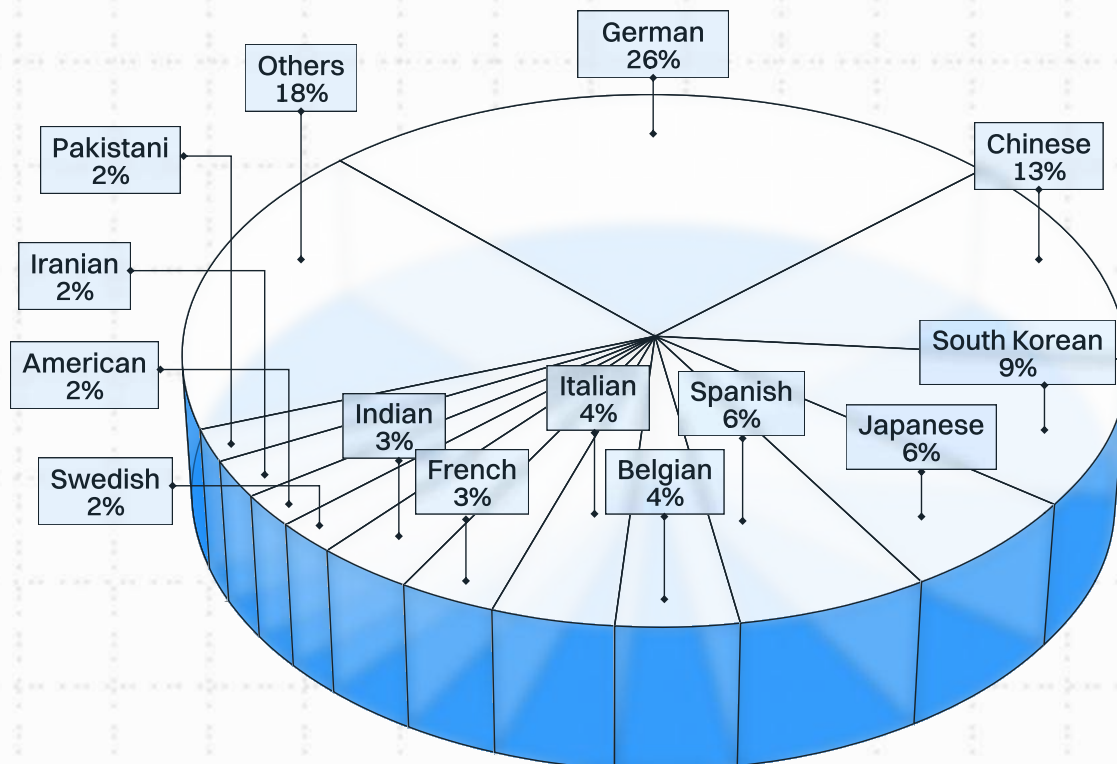 German
26%
Others
18%
Chinese
13%
Pakistani
2%
Iranian
2%
South Korean
9%
American
2%
Italian
4%
Spanish
6%
Indian
3%
Japanese
6%
French
3%
Belgian
4%
Swedish
2%